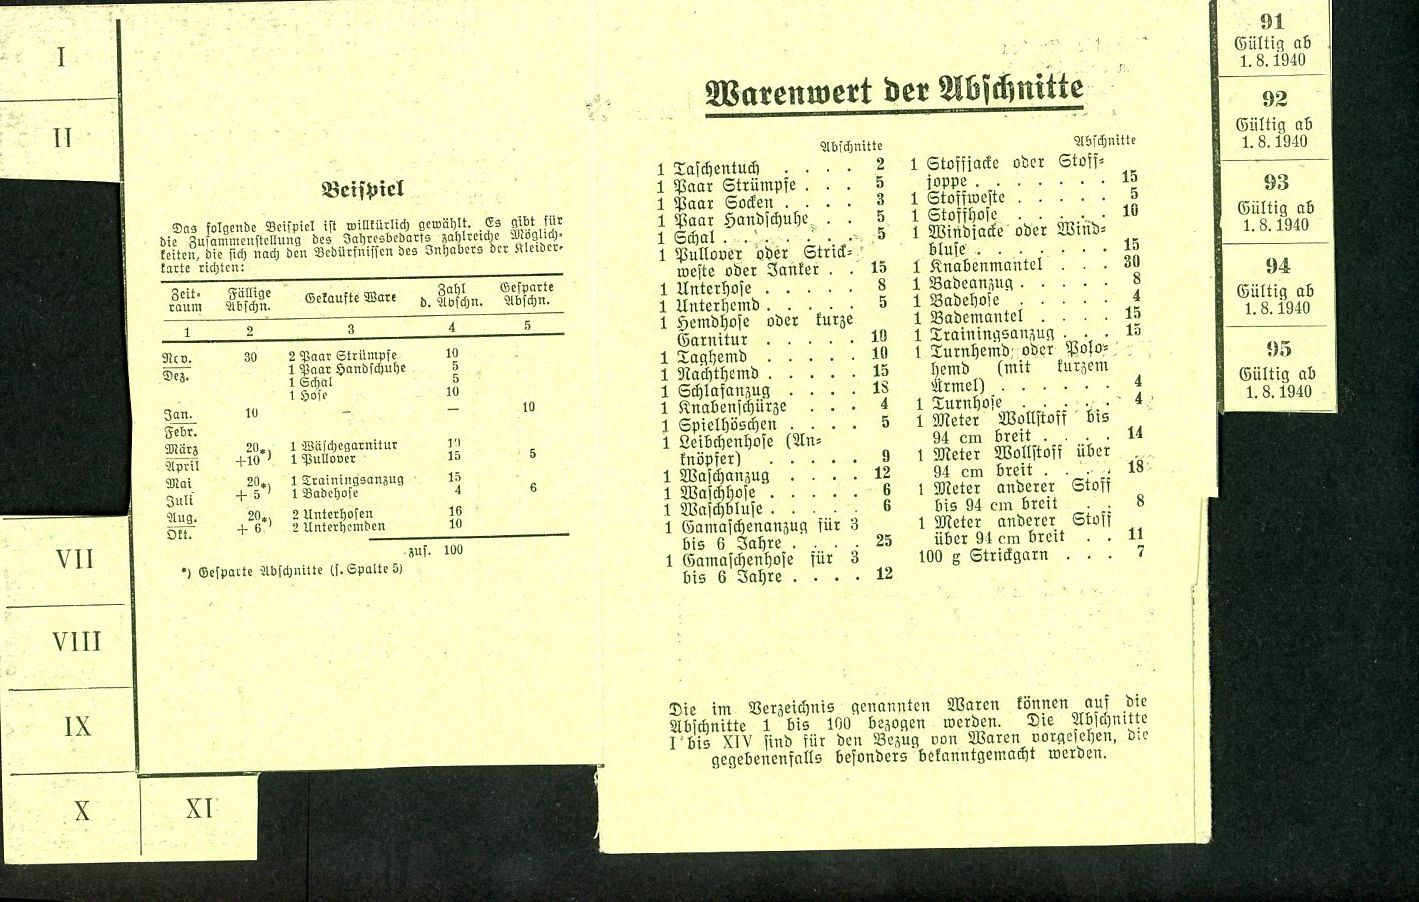 I
II
VII
VIII
IX
X
XI
Beispiel
Das folgende Beispiel ist willkürlich gewählt. Es gibt für
die Zusammenstellung des Jahresbedarfs zahlreiche Möglich-
keiten, die sich nach den Bedürfnissen des Inhabers der Kleider-
karte richten:
Zeit-raum Fällige Abschn. Gekaufte Ware Zahl d. Abschn. Gesparte Abschn.
1 2 3 4 5
Nov. 30 2 Paar Strümpfe 10
Dez. 1 Paar Handschuhe 5
1 Schal 5
1 Hose 10
Jan. 10 — — 10
Febr.
März 20 *) 1 Wäschegarnitur 10
April +10 1 Pullover 15 5
Mai 20 *) 1 Trainingsanzug 15
Juli + 5 1 Badehose 4 6
Aug. 20 *) 2 Unterhosen 16
Okt. + 6 2 Unterhemden 10
zus. 100
*) Gesparte Abschnitte (s. Spalte 5)
Warenwert der Abschnitte
Abschnitte
1 Taschentuch . . . . 2
1 Paar Strümpfe . . . 5
1 Paar Socken . . . . 3
1 Paar Handschuhe . . 5
1 Schal . . . . . . . 5
1 Pullover oder Strick-
weste oder Janker . . 15
1 Unterhose . . . . . 8
1 Unterhemd . . . . . 5
1 Hemdhose oder kurze
Garnitur . . . . . 10
1 Taghemd . . . . . 10
1 Nachthemd . . . . . 15
1 Schlafanzug . . . . 18
1 Knabenschürze . . . 4
1 Spielhöschen . . . . 5
1 Leibchenhose (An-
knöpfer) . . . . . 9
1 Waschanzug . . . . 12
1 Waschhose . . . . . 6
1 Waschbluse . . . . . 6
1 Gamaschenanzug für 3
bis 6 Jahre . . . . 25
1 Gamaschenhose für 3
bis 6 Jahre . . . . 12
Abschnitte
1 Stoffjacke oder Stoff-
joppe . . . . . . . 15
1 Stoffweste . . . . . 5
1 Stoffhose . . . . . 10
1 Windjacke oder Wind-
bluse . . . . . . . 15
1 Knabenmantel . . . 30
1 Badeanzug . . . . . 8
1 Badehose . . . . . 4
1 Bademantel . . . . . 15
1 Trainingsanzug . . . 15
1 Turnhemd oder Polo-
hemd (mit kurzem
Ärmel) . . . . . . 4
1 Turnhose . . . . . 4
1 Meter Wollstoff bis
94 cm breit . . . . 14
1 Meter Wollstoff über
94 cm breit . . . . 18
1 Meter anderer Stoff
bis 94 cm breit . . 8
1 Meter anderer Stoff
über 94 cm breit . . 11
100 g Strickgarn . . . 7
Die im Verzeichnis genannten Waren können auf die
Abschnitte 1 bis 100 bezogen werden. Die Abschnitte
I bis XIV sind für den Bezug von Waren vorgesehen, die
gegebenenfalls besonders bekanntgemacht werden.
91
Gültig ab
1. 8. 1940
92
Gültig ab
1. 8. 1940
93
Gültig ab
1. 8. 1940
94
Gültig ab
1. 8. 1940
95
Gültig ab
1. 8. 1940